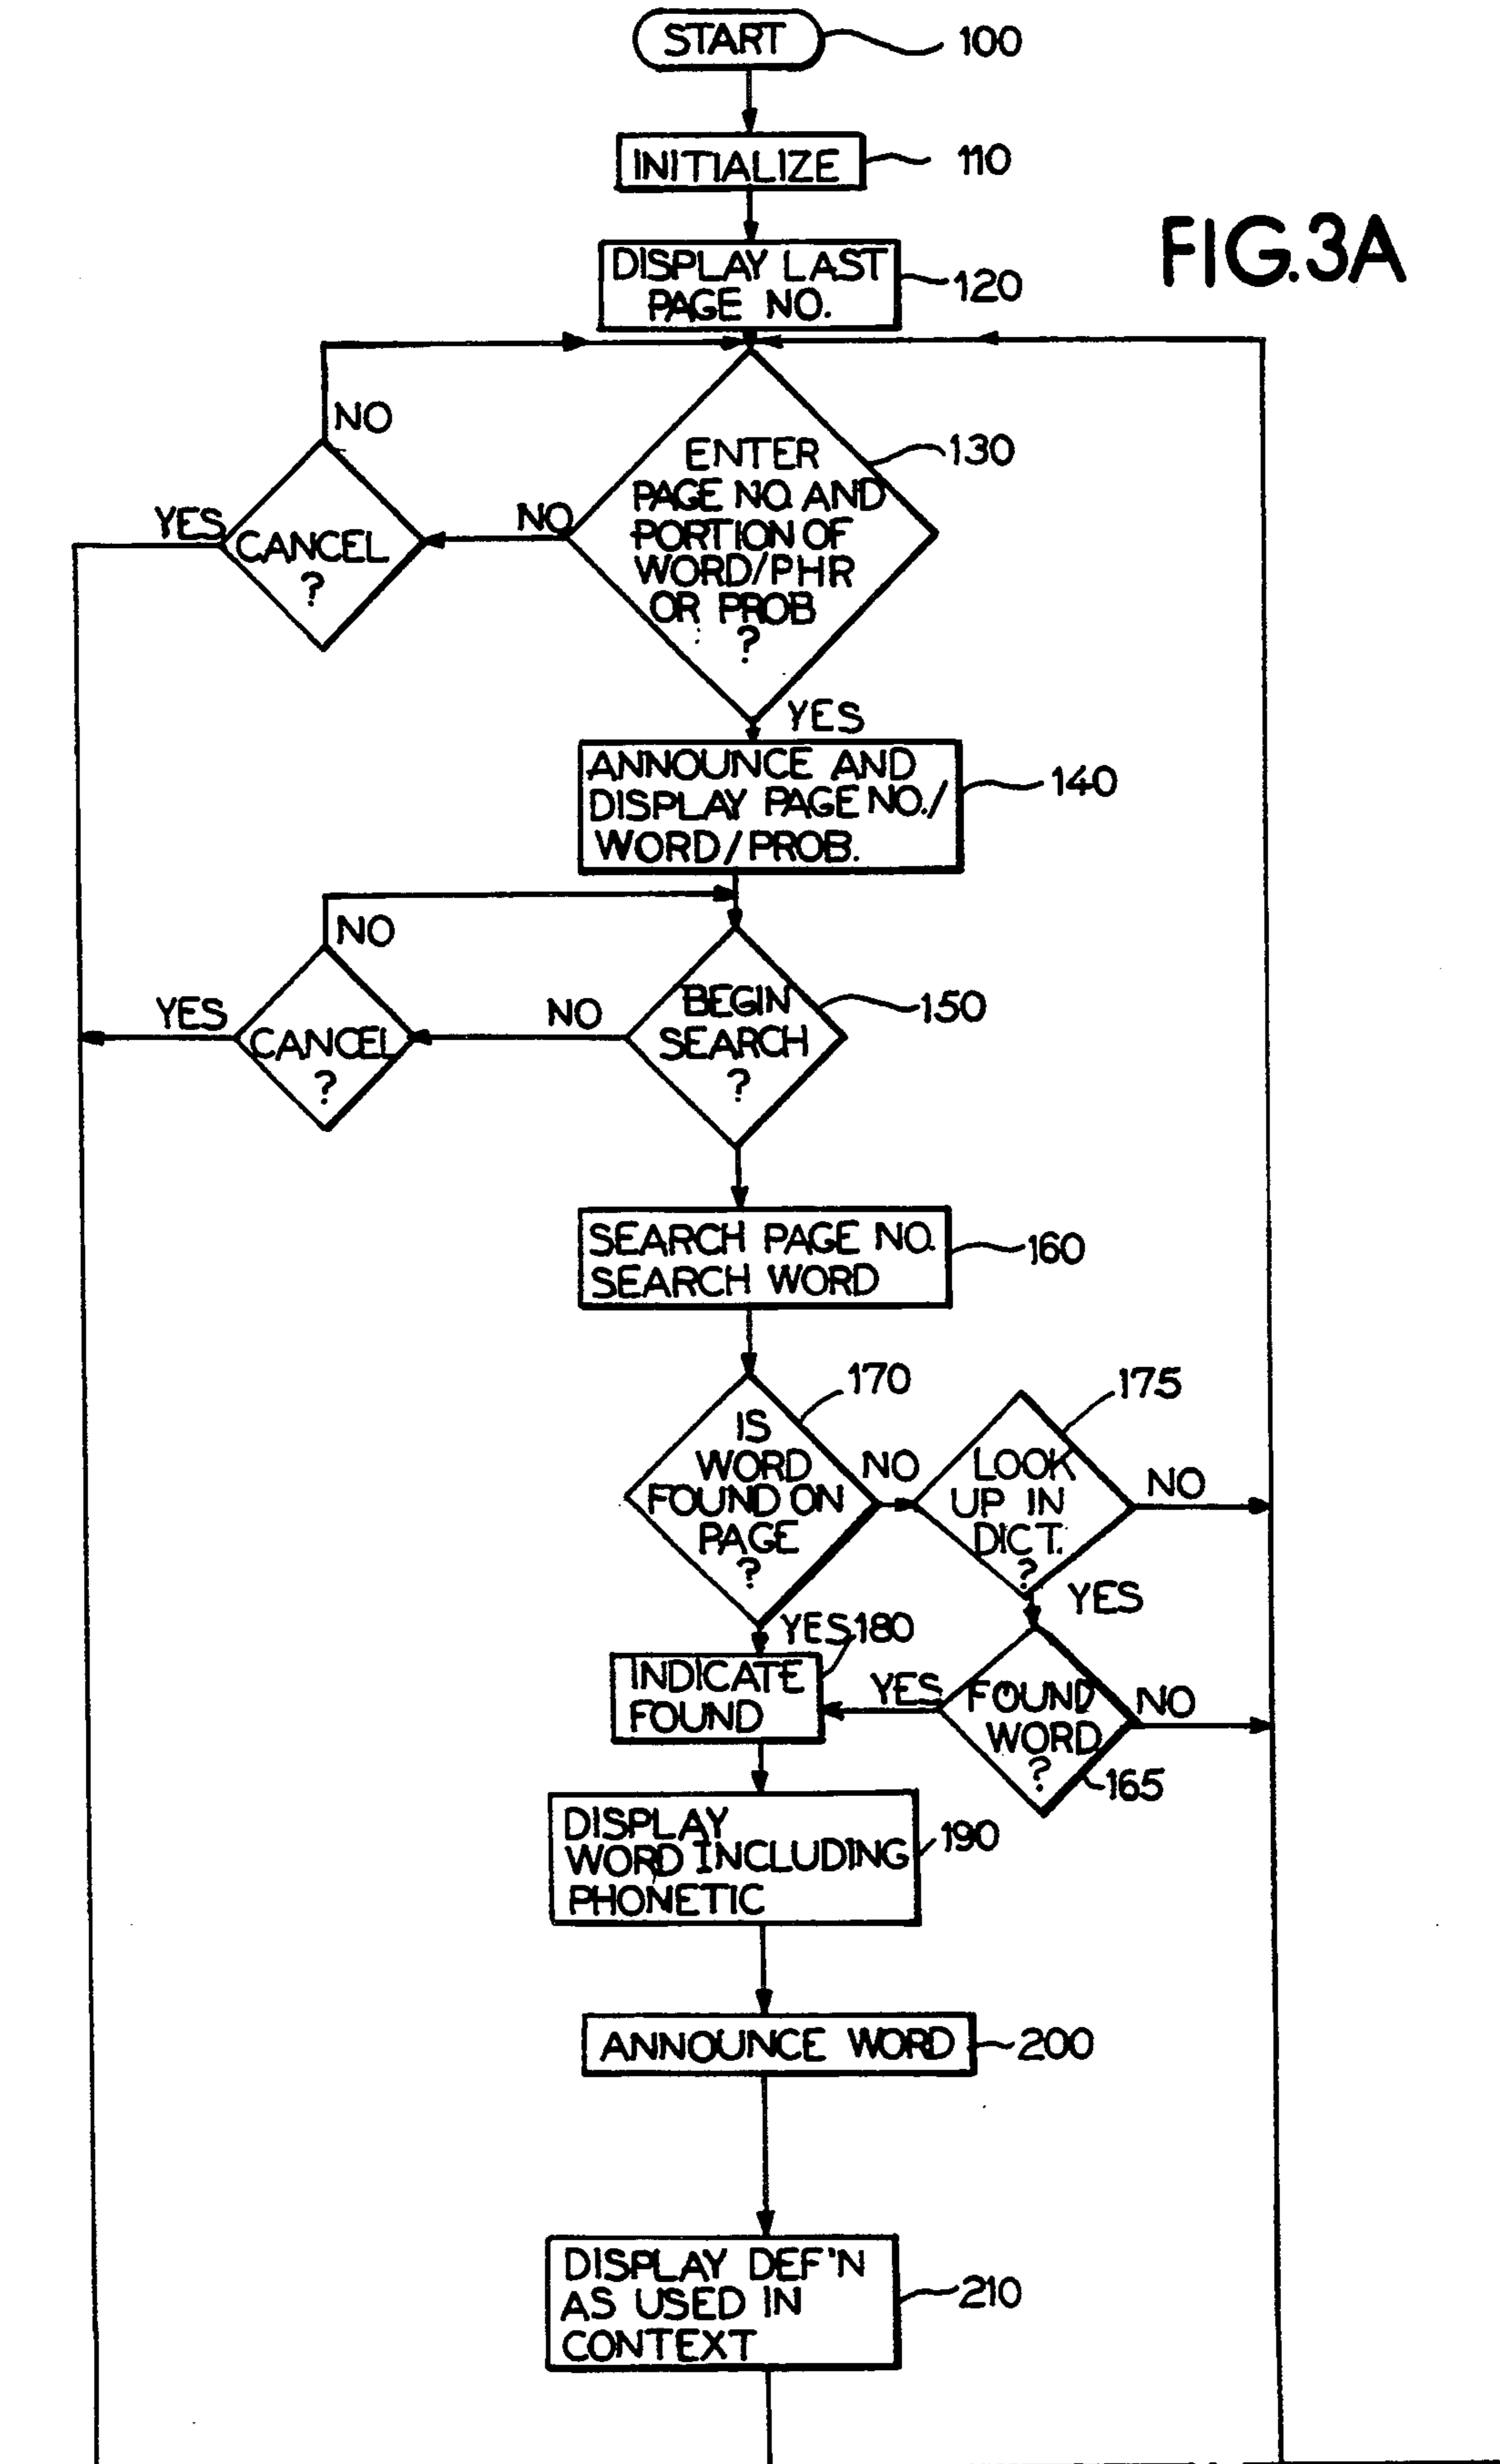 START
100
INITIALIZE
110
FIG.3A
DISPLAY LAST
PAGE NO.
120
NO
ENTER
PAGE NO. AND
PORTION OF
WORD/PHR
OR PROB
?
130
YES
CANCEL
?
NO
YES
ANNOUNCE AND
DISPLAY PAGE NO./
WORD/PROB.
140
NO
YES
CANCEL
?
NO
BEGIN
SEARCH
?
150
SEARCH PAGE NO.
SEARCH WORD
160
IS
WORD
FOUND ON
PAGE
?
170
NO
LOOK
UP IN
DICT.
?
175
NO
YES
YES
INDICATE
FOUND
180
YES
FOUND
WORD
?
NO
165
DISPLAY
WORD INCLUDING
PHONETIC
190
ANNOUNCE WORD
200
DISPLAY DEF'N
AS USED IN
CONTEXT
210